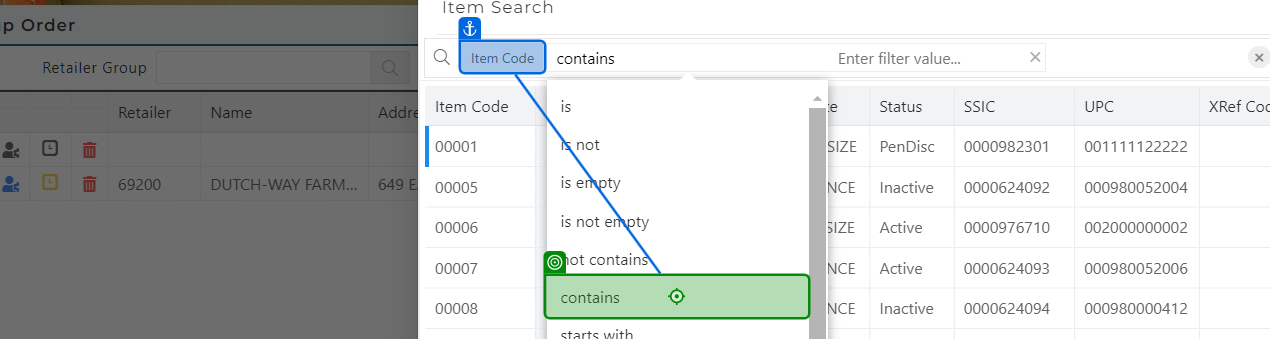 up Order
Retailer Group
Retailer Name Addre
69200 DUTCH-WAY FARM... 649 E
Item Search
Item Code contains Enter filter value...
is
is not
is empty
is not empty
not contains
contains
starts with
Item Code Status SSIC UPC XRef Cod
00001 SIZE PenDisc 0000982301 001111122222
00005 NCE Inactive 0000624092 000980052004
00006 SIZE Active 0000976710 002000000002
00007 NCE Active 0000624093 000980052006
00008 NCE Inactive 0000624094 000980000412